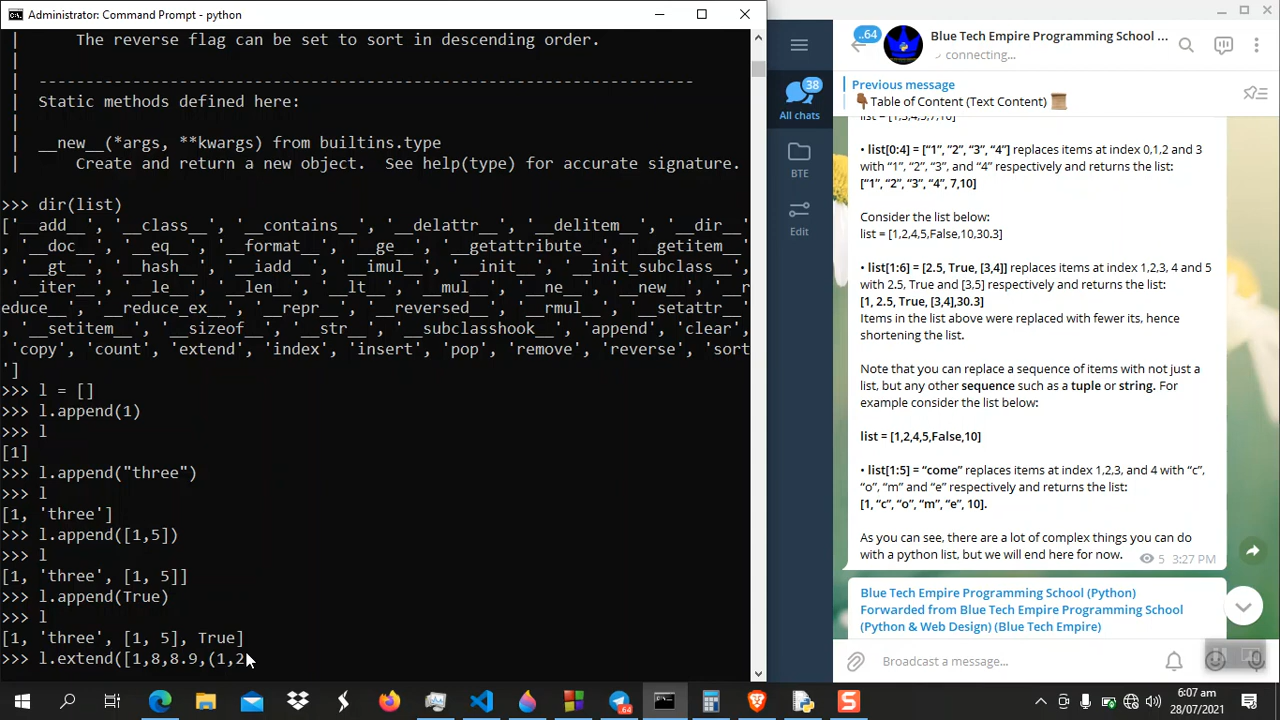 Administrator: Command Prompt - python
|      The reverse flag can be set to sort in descending order.
|
|  ----------------------------------------------------------------------
|  Static methods defined here:
|
|  __new__(*args, **kwargs) from builtins.type
|      Create and return a new object.  See help(type) for accurate signature.
>>> dir(list)
['__add__', '__class__', '__contains__', '__delattr__', '__delitem__', '__dir__'
, '__doc__', '__eq__', '__format__', '__ge__', '__getattribute__', '__getitem__'
, '__gt__', '__hash__', '__iadd__', '__imul__', '__init__', '__init_subclass__'
, '__iter__', '__le__', '__len__', '__lt__', '__mul__', '__ne__', '__new__', '__r
educe__', '__reduce_ex__', '__repr__', '__reversed__', '__rmul__', '__setattr__'
, '__setitem__', '__sizeof__', '__str__', '__subclasshook__', 'append', 'clear',
'copy', 'count', 'extend', 'index', 'insert', 'pop', 'remove', 'reverse', 'sort
']
>>> l = []
>>> l.append(1)
>>> l
[1]
>>> l.append("three")
>>> l
[1, 'three']
>>> l.append([1,5])
>>> l
[1, 'three', [1, 5]]
>>> l.append(True)
>>> l
[1, 'three', [1, 5], True]
>>> l.extend([1,8,8.9,(1,2
..64
38
All chats
BTE
Edit
..64
Blue Tech Empire Programming School ...
connecting...
Previous message
👇🏾Table of Content (Text Content) 📜
list = [1,3,4,5,7,10]
• list[0:4] = [“1”, “2”, “3”, “4”] replaces items at index 0,1,2 and 3
with “1”, “2”, “3”, and “4” respectively and returns the list:
[“1”, “2”, “3”, “4”, 7,10]
Consider the list below:
list = [1,2,4,5,False,10,30.3]
• list[1:6] = [2.5, True, [3,4]] replaces items at index 1,2,3, 4 and 5
with 2.5, True and [3,5) respectively and returns the list:
[1, 2.5, True, [3,4],30.3]
Items in the list above were replaced with fewer its, hence
shortening the list.
Note that you can replace a sequence of items with not just a
list, but any other sequence such as a tuple or string. For
example consider the list below:
list = [1,2,4,5,False,10]
• list[1:5] = “come” replaces items at index 1,2,3, and 4 with “c”,
“o”, “m” and “e” respectively and returns the list:
[1, “c”, “o”, “m”, “e”, 10].
As you can see, there are a lot of complex things you can do
with a python list, but we will end here for now.
5 3:27 PM
Blue Tech Empire Programming School (Python)
Forwarded from Blue Tech Empire Programming School
(Python & Web Design) (Blue Tech Empire)
Broadcast a message...
.64
6:07 am
28/07/2021